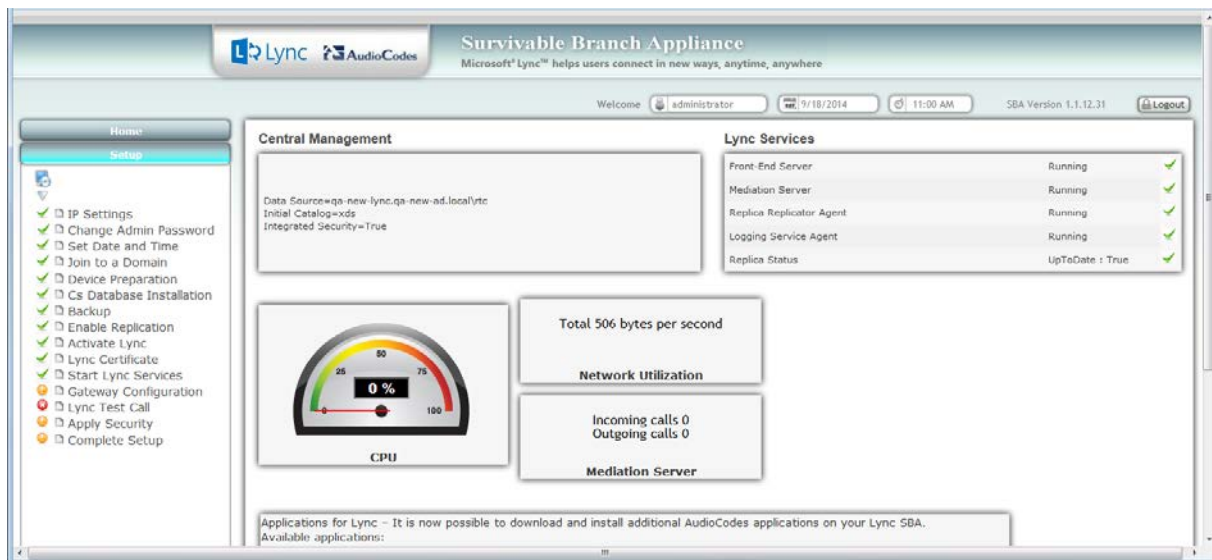 Lync AudioCodes
Survivable Branch Appliance
Microsoft® Lync™ helps users connect in new ways, anytime, anywhere
Welcome administrator 9/18/2014 11:00 AM SBA Version 1.1.12.31 Logout
Home
Setup
IP Settings
Change Admin Password
Set Date and Time
Join to a Domain
Device Preparation
Cs Database Installation
Backup
Enable Replication
Activate Lync
Lync Certificate
Start Lync Services
Gateway Configuration
Lync Test Call
Apply Security
Complete Setup
Central Management
Data Source=qa-new-lync.qa-new-ad.local\rtc
Initial Catalog=xds
Integrated Security=True
Lync Services
Front-End Server Running
Mediation Server Running
Replica Replicator Agent Running
Logging Service Agent Running
Replica Status UpToDate : True
0 25 50 75 100
0 %
CPU
Total 506 bytes per second
Network Utilization
Incoming calls 0
Outgoing calls 0
Mediation Server
Applications for Lync - It is now possible to download and install additional AudioCodes applications on your Lync SBA.
Available applications: